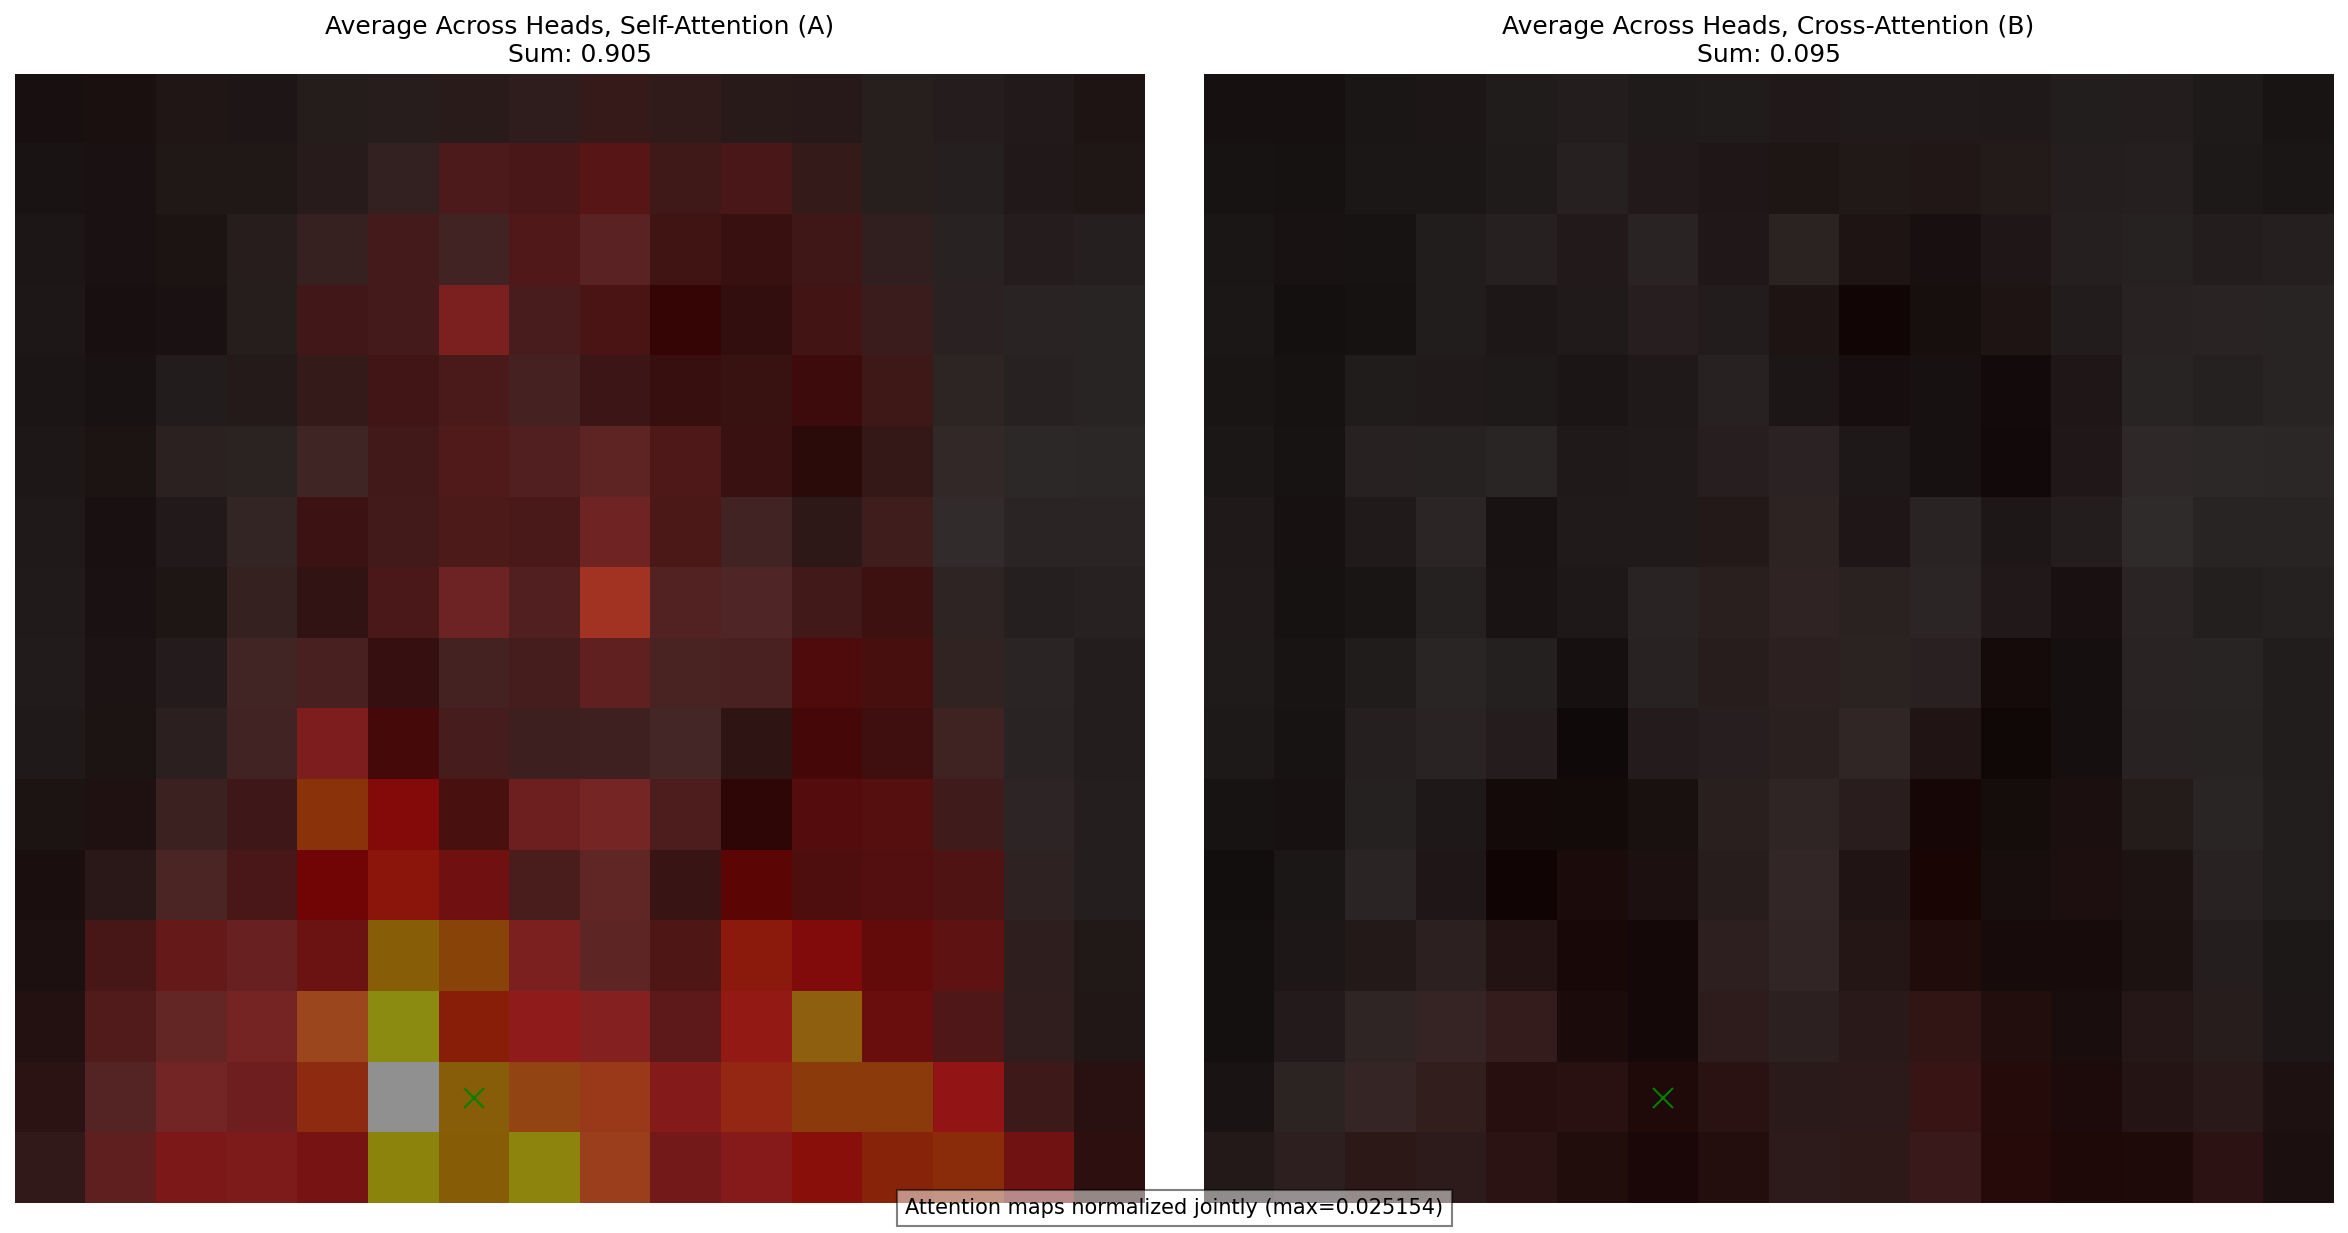 Average Across Heads, Self-Attention (A)
Sum: 0.905
Average Across Heads, Cross-Attention (B)
Sum: 0.095
Attention maps normalized jointly (max=0.025154)